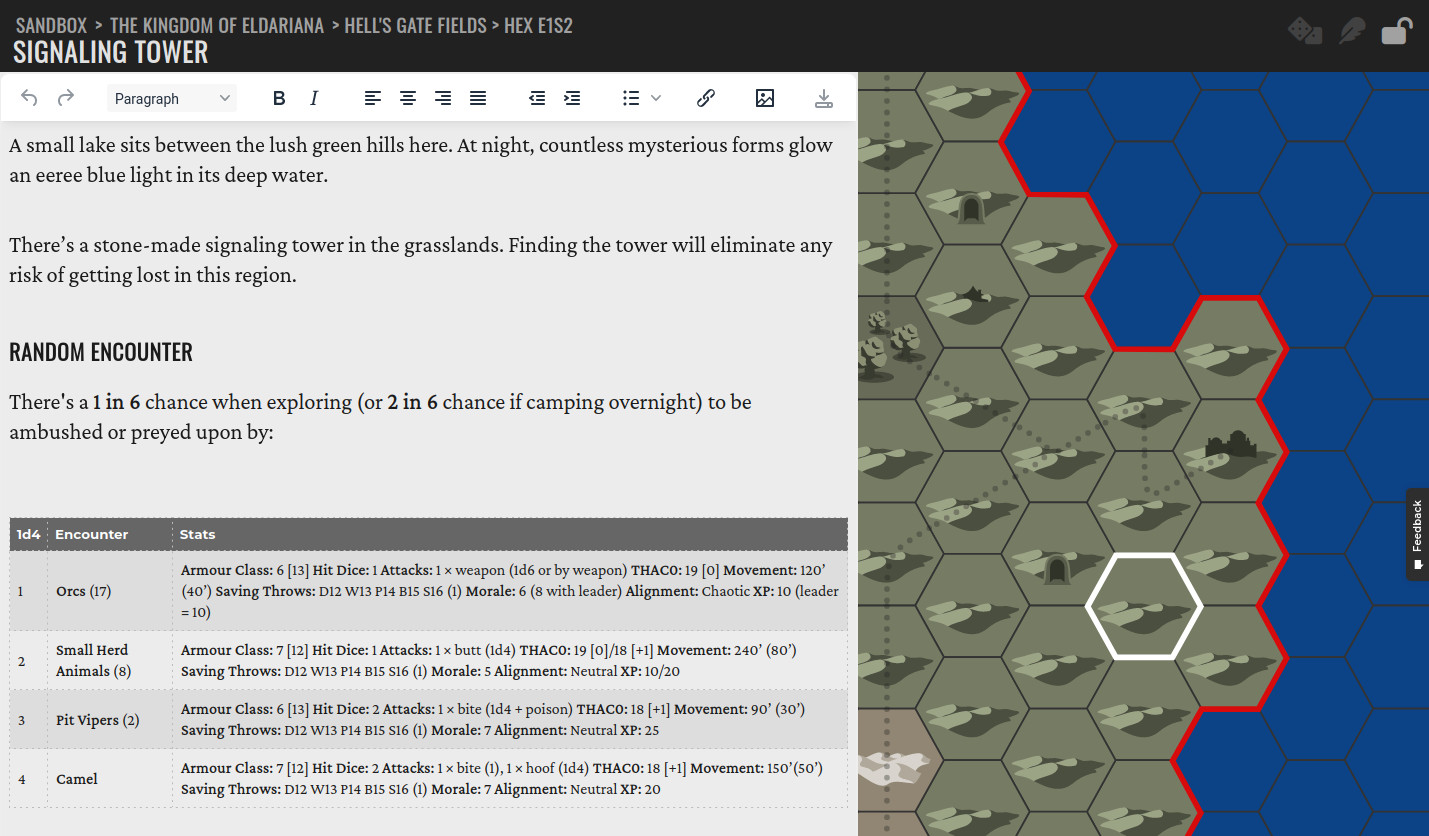 SANDBOX > THE KINGDOM OF ELDARIANA > HELL'S GATE FIELDS > HEX E1S2
SIGNALING TOWER
Paragraph
B I
A small lake sits between the lush green hills here. At night, countless mysterious forms glow
an eeree blue light in its deep water.
There’s a stone-made signaling tower in the grasslands. Finding the tower will eliminate any
risk of getting lost in this region.
RANDOM ENCOUNTER
There's a 1 in 6 chance when exploring (or 2 in 6 chance if camping overnight) to be
ambushed or preyed upon by:
1d4 Encounter Stats
1 Orcs (17)
Armour Class: 6 [13] Hit Dice: 1 Attacks: 1 × weapon (1d6 or by weapon) THAC0: 19 [0] Movement: 120’
(40’) Saving Throws: D12 W13 P14 B15 S16 (1) Morale: 6 (8 with leader) Alignment: Chaotic XP: 10 (leader
= 10)
2 Small Herd
Animals (8)
Armour Class: 7 [12] Hit Dice: 1 Attacks: 1 × butt (1d4) THAC0: 19 [0]/18 [+1] Movement: 240’ (80’)
Saving Throws: D12 W13 P14 B15 S16 (1) Morale: 5 Alignment: Neutral XP: 10/20
3 Pit Vipers (2)
Armour Class: 6 [13] Hit Dice: 2 Attacks: 1 × bite (1d4 + poison) THAC0: 18 [+1] Movement: 90’ (30’)
Saving Throws: D12 W13 P14 B15 S16 (1) Morale: 7 Alignment: Neutral XP: 25
4 Camel
Armour Class: 7 [12] Hit Dice: 2 Attacks: 1 × bite (1), 1 × hoof (1d4) THAC0: 18 [+1] Movement: 150’(50’)
Saving Throws: D12 W13 P14 B15 S16 (1) Morale: 7 Alignment: Neutral XP: 20
Feedback